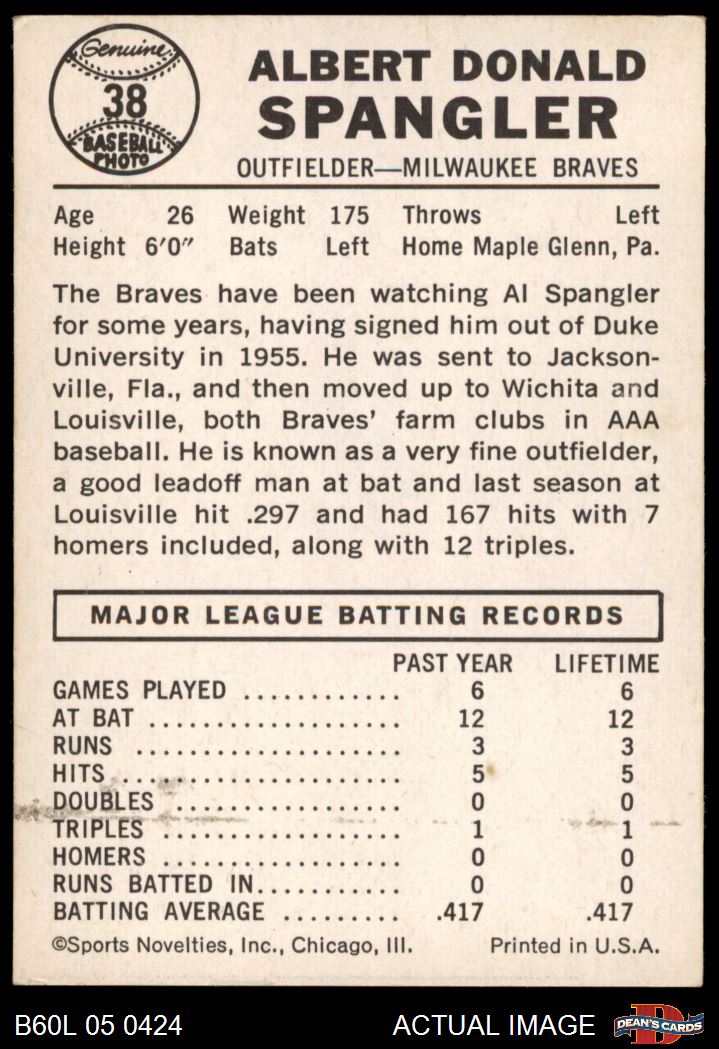 Genuine
38
BASEBALL
PHOTO
ALBERT DONALD
SPANGLER
OUTFIELDER—MILWAUKEE BRAVES
Age 26 Weight 175 Throws Left
Height 6'0" Bats Left Home Maple Glenn, Pa.
The Braves have been watching Al Spangler
for some years, having signed him out of Duke
University in 1955. He was sent to Jackson-
ville, Fla., and then moved up to Wichita and
Louisville, both Braves' farm clubs in AAA
baseball. He is known as a very fine outfielder,
a good leadoff man at bat and last season at
Louisville hit .297 and had 167 hits with 7
homers included, along with 12 triples.
MAJOR LEAGUE BATTING RECORDS
PAST YEAR LIFETIME
GAMES PLAYED ............ 6 6
AT BAT ................... 12 12
RUNS .................... 3 3
HITS ..................... 5 5
DOUBLES ................. 0 0
TRIPLES .................. 1 1
HOMERS .................. 0 0
RUNS BATTED IN........... 0 0
BATTING AVERAGE ......... .417 .417
©Sports Novelties, Inc., Chicago, Ill. Printed in U.S.A.
B60L 05 0424 ACTUAL IMAGE D DEAN'S CARDS